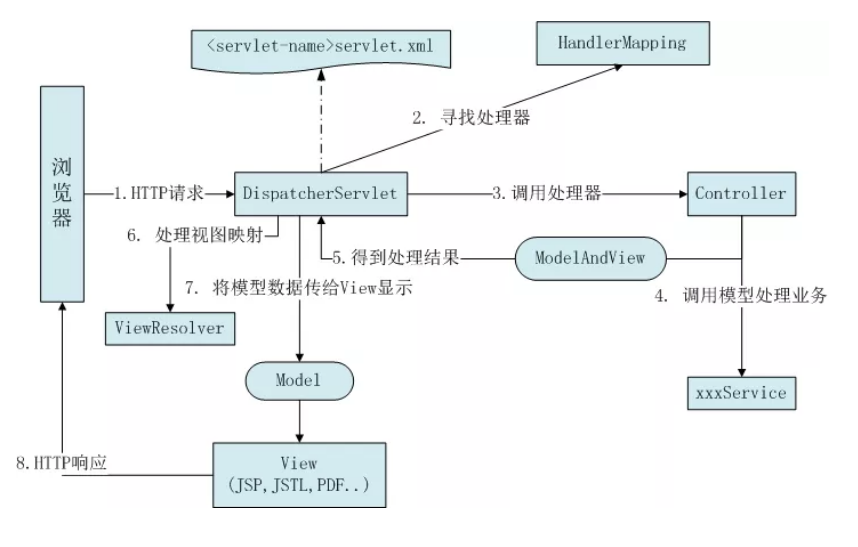 <servlet-name>servlet.xml
HandlerMapping
2. 寻找处理器
浏
览
器
1.HTTP请求
DispatcherServlet
3.调用处理器
Controller
6. 处理视图映射
5.得到处理结果
ModelAndView
7. 将模型数据传给View显示
4. 调用模型处理业务
ViewResolver
Model
xxxService
8.HTTP响应
View
(JSP,JSTL,PDF..)